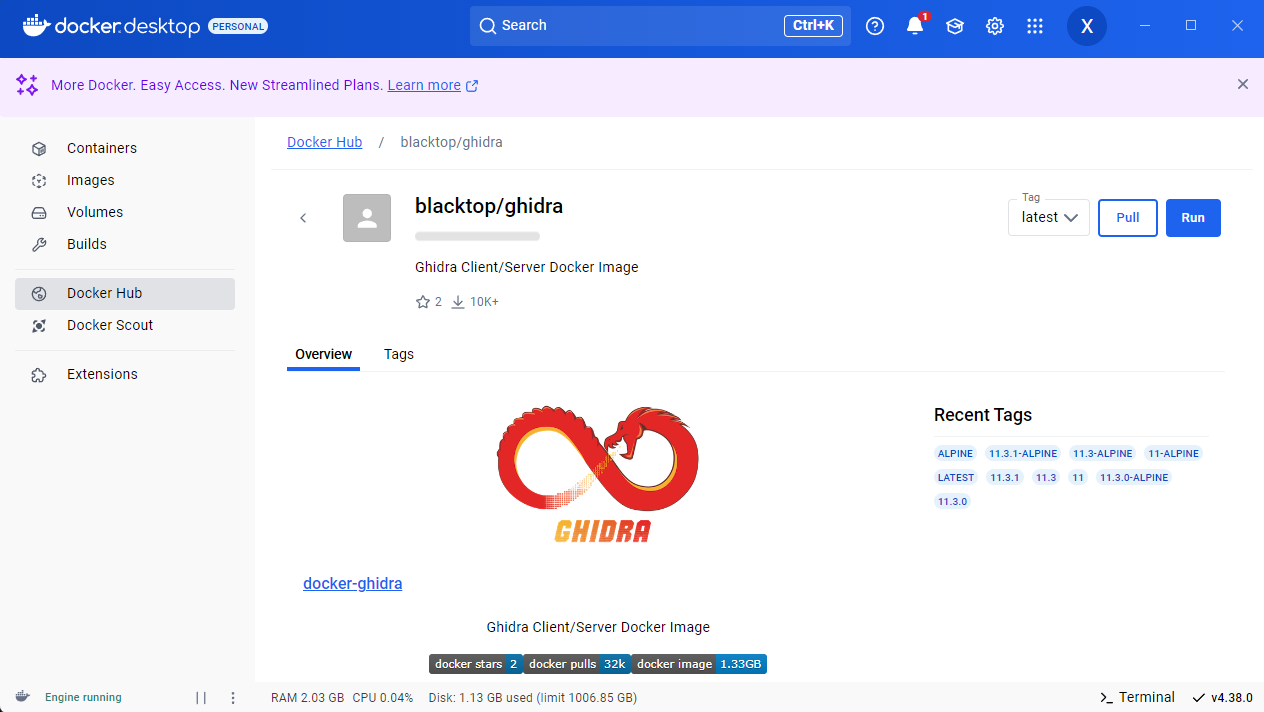 docker.desktop PERSONAL
Search
Ctrl+K
1
X
More Docker. Easy Access. New Streamlined Plans. Learn more
Containers
Images
Volumes
Builds
Docker Hub
Docker Scout
Extensions
Docker Hub / blacktop/ghidra
blacktop/ghidra
Ghidra Client/Server Docker Image
2 10K+
Tag
latest
Pull
Run
Overview Tags
GHIDRA
docker-ghidra
Ghidra Client/Server Docker Image
docker stars 2 docker pulls 32k docker image 1.33GB
Recent Tags
ALPINE 11.3.1-ALPINE 11.3-ALPINE 11-ALPINE
LATEST 11.3.1 11.3 11 11.3.0-ALPINE
11.3.0
Engine running
RAM 2.03 GB CPU 0.04% Disk: 1.13 GB used (limit 1006.85 GB)
Terminal
v4.38.0